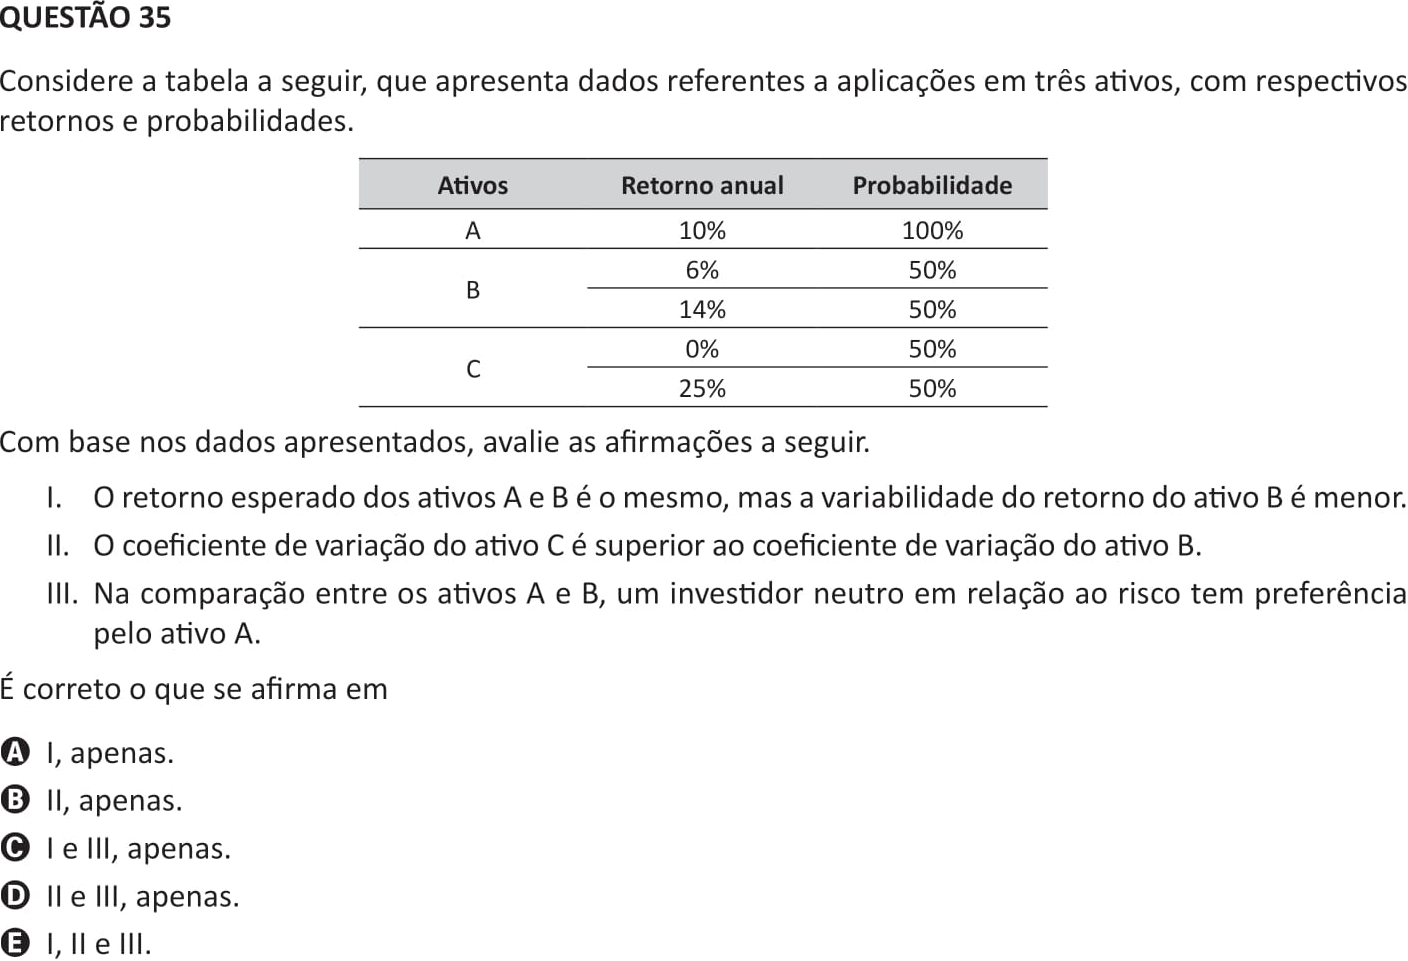 QUESTÃO 35
Considere a tabela a seguir, que apresenta dados referentes a aplicações em três ativos, com respectivos
retornos e probabilidades.
Ativos Retorno anual Probabilidade
A 10% 100%
B 6% 50%
14% 50%
C 0% 50%
25% 50%
Com base nos dados apresentados, avalie as afirmações a seguir.
I. O retorno esperado dos ativos A e B é o mesmo, mas a variabilidade do retorno do ativo B é menor.
II. O coeficiente de variação do ativo C é superior ao coeficiente de variação do ativo B.
III. Na comparação entre os ativos A e B, um investidor neutro em relação ao risco tem preferência
pelo ativo A.
É correto o que se afirma em
A I, apenas.
B II, apenas.
C I e III, apenas.
D II e III, apenas.
E I, II e III.